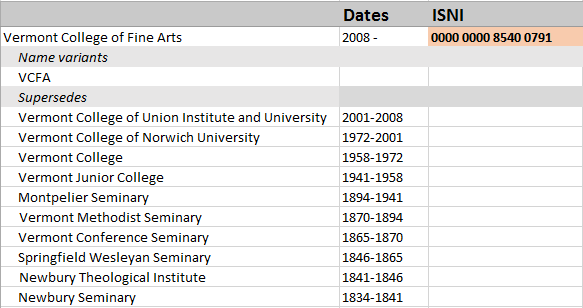 Dates ISNI
Vermont College of Fine Arts 2008 - 0000 0000 8540 0791
Name variants
VCFA
Supersedes
Vermont College of Union Institute and University 2001-2008
Vermont College of Norwich University 1972-2001
Vermont College 1958-1972
Vermont Junior College 1941-1958
Montpelier Seminary 1894-1941
Vermont Methodist Seminary 1870-1894
Vermont Conference Seminary 1865-1870
Springfield Wesleyan Seminary 1846-1865
Newbury Theological Institute 1841-1846
Newbury Seminary 1834-1841